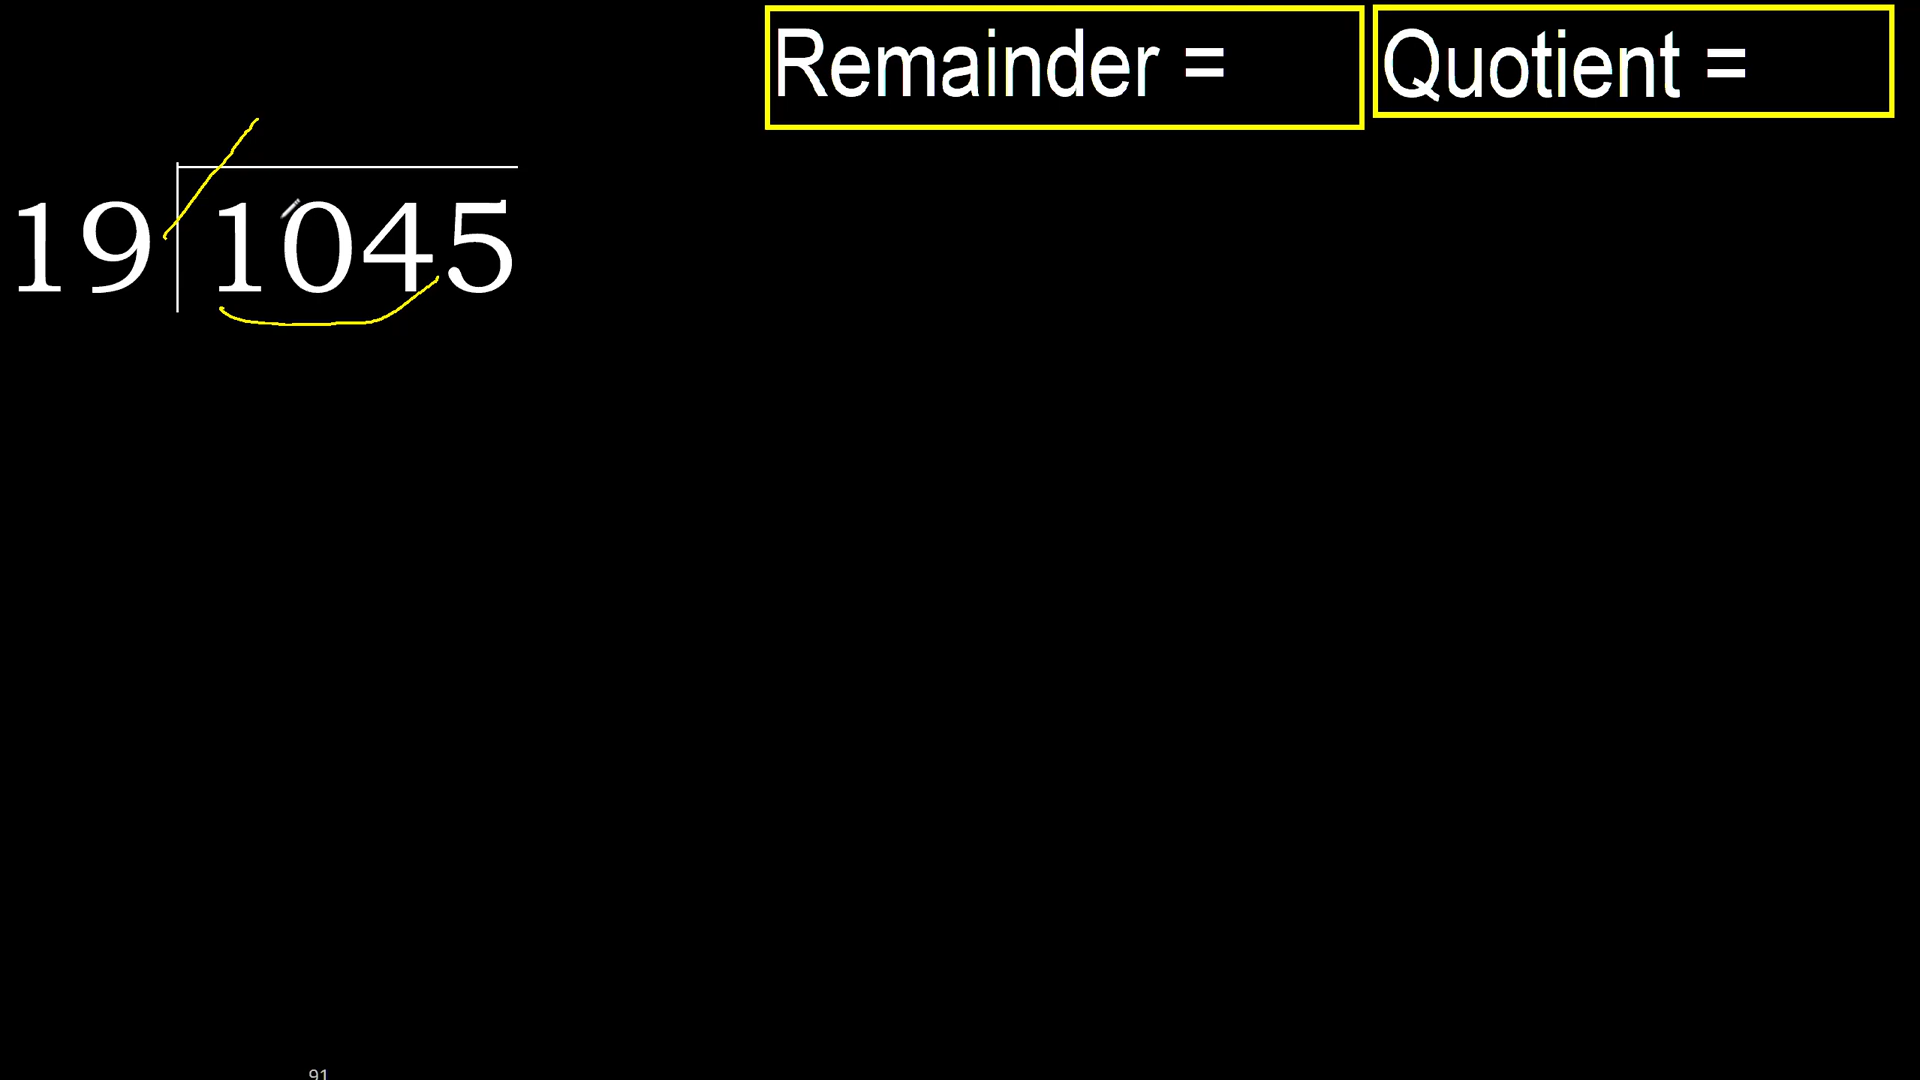 Remainder = Quotient =
19 1045
91